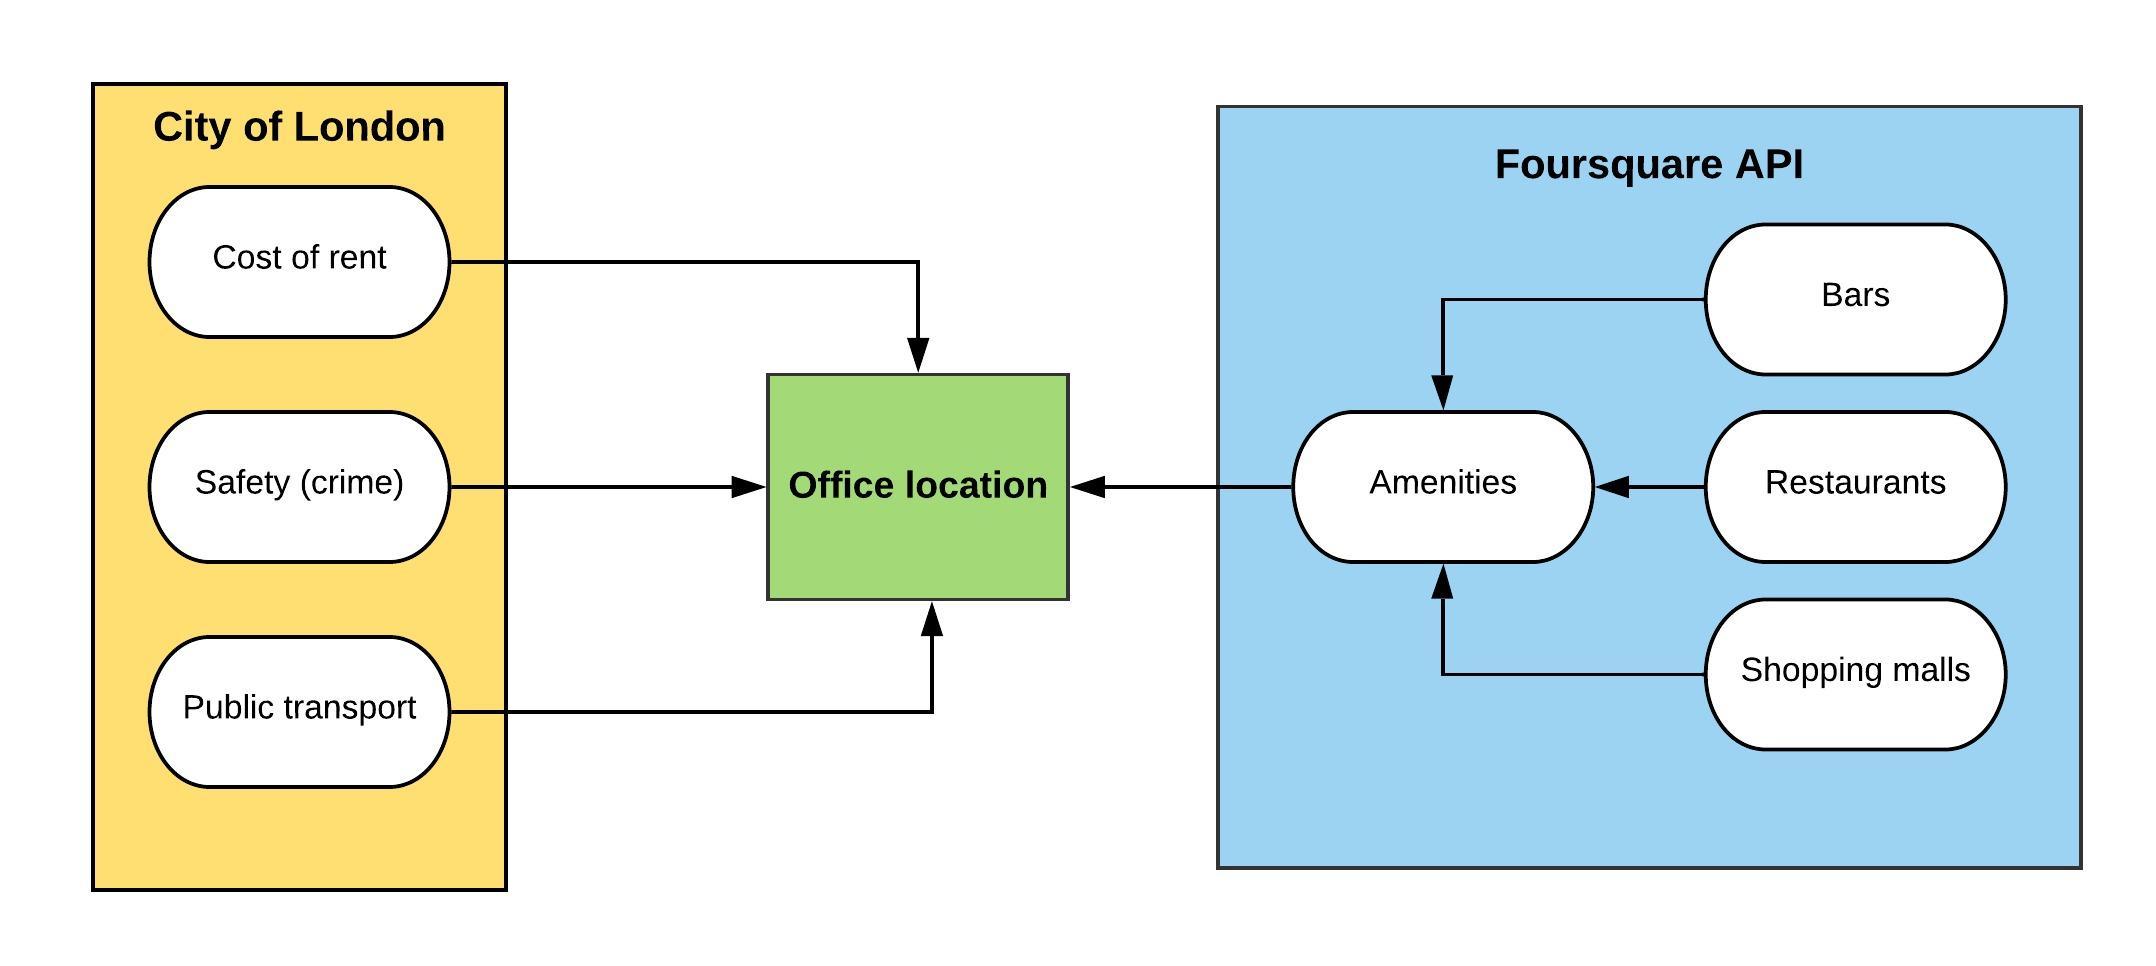 City of London
Cost of rent
Safety (crime)
Public transport
Office location
Foursquare API
Bars
Amenities
Restaurants
Shopping malls